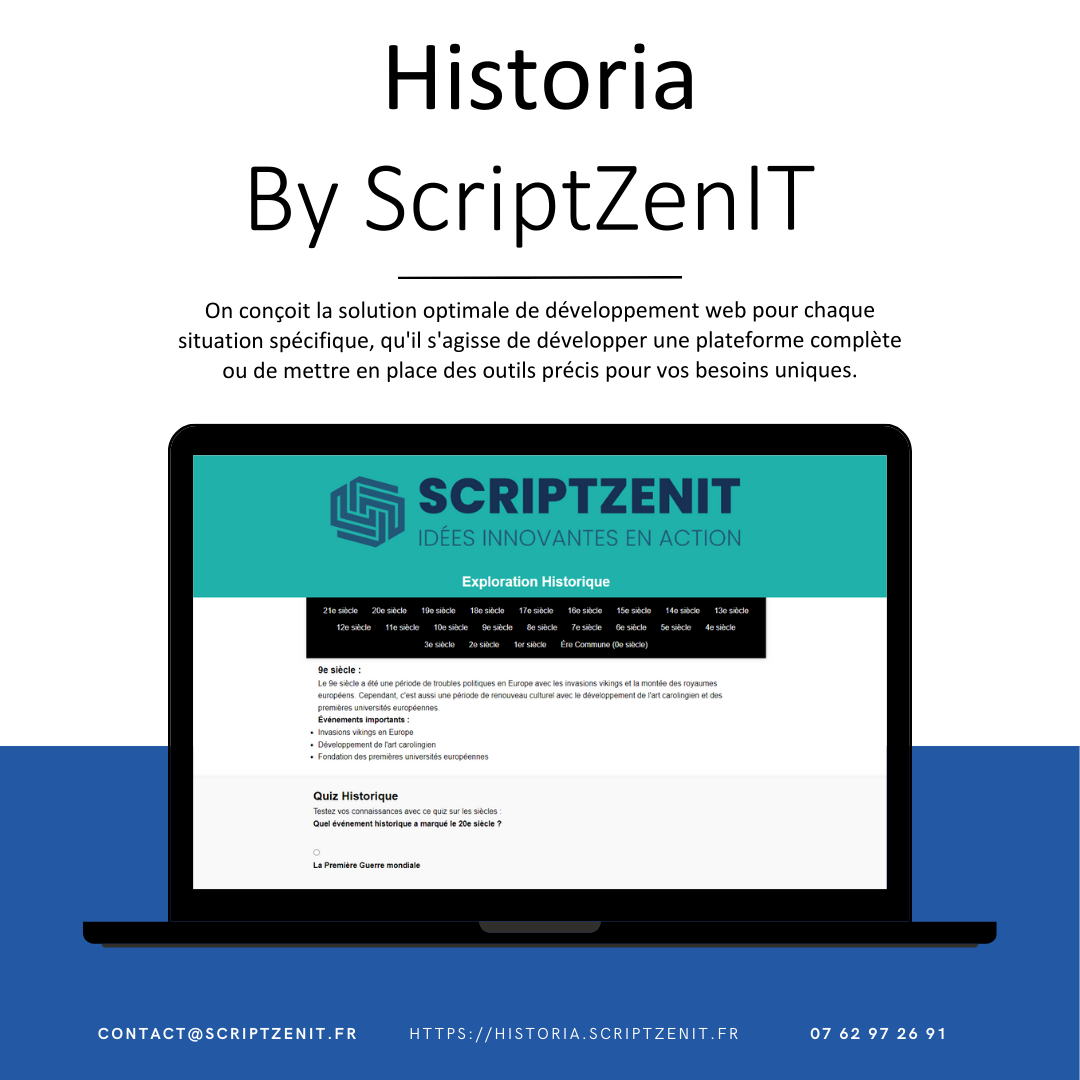 Historia
By ScriptZenIT
On conçoit la solution optimale de développement web pour chaque
situation spécifique, qu'il s'agisse de développer une plateforme complète
ou de mettre en place des outils précis pour vos besoins uniques.
SCRIPTZENIT
IDÉES INNOVANTES EN ACTION
Exploration Historique
21e siècle 20e siècle 19e siècle 18e siècle 17e siècle 16e siècle 15e siècle 14e siècle 13e siècle
12e siècle 11e siècle 10e siècle 9e siècle 8e siècle 7e siècle 6e siècle 5e siècle 4e siècle
3e siècle 2e siècle 1er siècle Ère Commune (0e siècle)
9e siècle :
Le 9e siècle a été une période de troubles politiques en Europe avec les invasions vikings et la montée des royaumes
européens. Cependant, c'est aussi une période de renouveau culturel avec le développement de l'art carolingien et des
premières universités européennes.
Événements importants :
• Invasions vikings en Europe
• Développement de l'art carolingien
• Fondation des premières universités européennes
Quiz Historique
Testez vos connaissances avec ce quiz sur les siècles :
Quel événement historique a marqué le 20e siècle ?
La Première Guerre mondiale
CONTACT@SCRIPTZENIT.FR HTTPS://HISTORIA.SCRIPTZENIT.FR 07 62 97 26 91